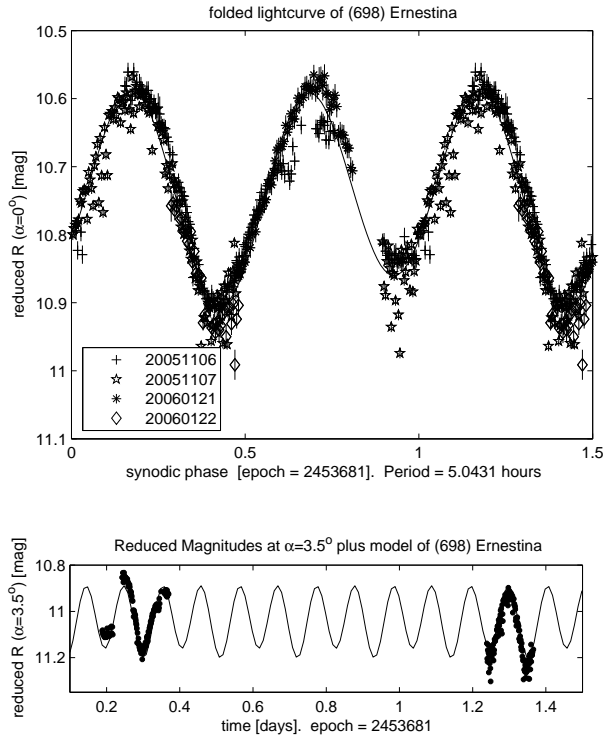 folded lightcurve of (698) Ernestina
10.5
10.6
10.7
10.8
10.9
11
11.1
reduced R (α=0°) [mag]
20051106
20051107
20060121
20060122
0 0.5 1 1.5
synodic phase [epoch = 2453681]. Period = 5.0431 hours
Reduced Magnitudes at α=3.5° plus model of (698) Ernestina
10.8
11
11.2
reduced R (α=3.5°) [mag]
0.2 0.4 0.6 0.8 1 1.2 1.4
time [days]. epoch = 2453681